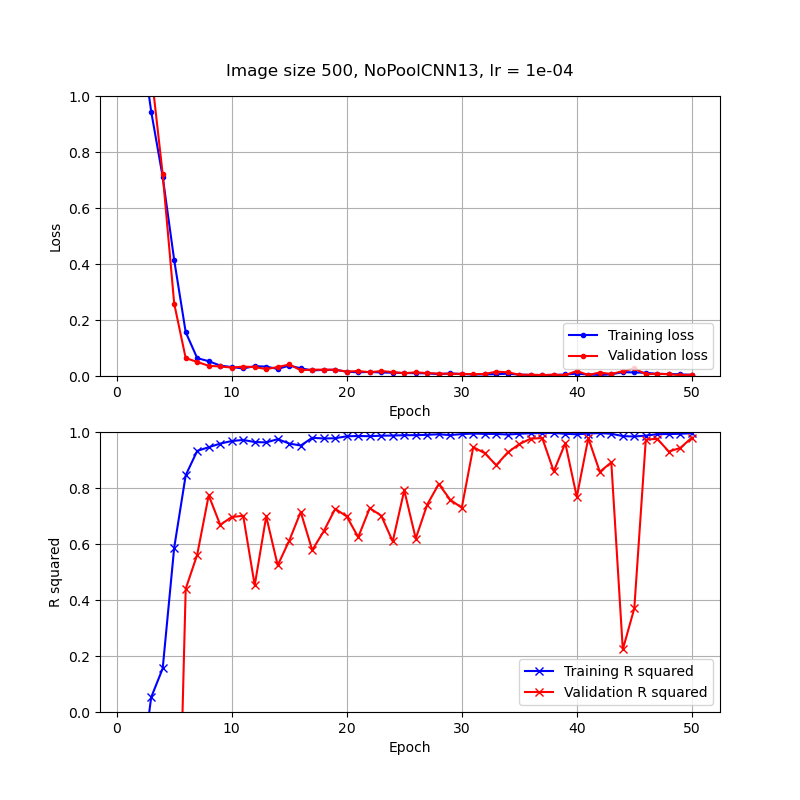 Image size 500, NoPoolCNN13, lr = 1e-04
1.0
0.8
0.6
0.4
0.2
0.0
Loss
Training loss
Validation loss
0 10 20 30 40 50
Epoch
1.0
0.8
0.6
0.4
0.2
0.0
R squared
Training R squared
Validation R squared
0 10 20 30 40 50
Epoch